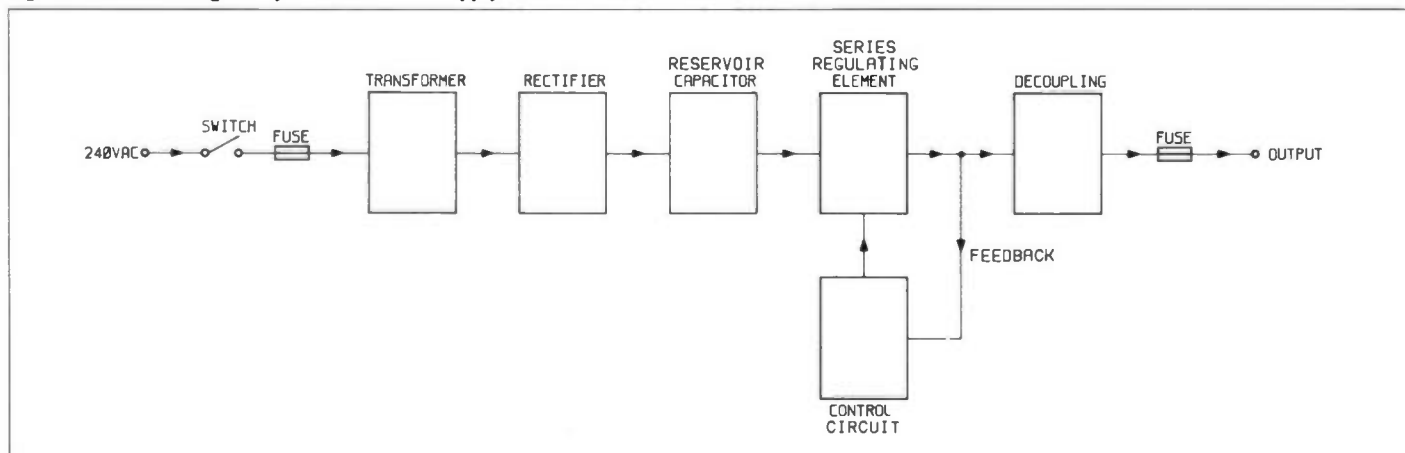 SERIES
REGULATING
ELEMENT
RESERVOIR
CAPACITOR
TRANSFORMER
RECTIFIER
DECOUPLING
SWITCH
FUSE
240VAC
FUSE
OUTPUT
FEEDBACK
CONTROL
CIRCUIT